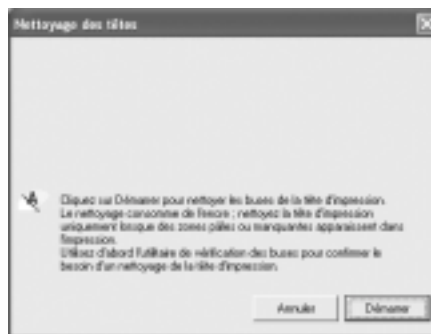 Nettoyage des têtes
Cliquez sur Démarrer pour nettoyer les buses de la tête d'impression.
Le nettoyage consomme de l'encre ; nettoyez la tête d'impression
uniquement lorsque des zones pâles ou manquantes apparaissent dans
l'impression.
Utilisez d'abord l'utilitaire de vérification des buses pour confirmer le
besoin d'un nettoyage de la tête d'impression.
Annuler
Démarrer